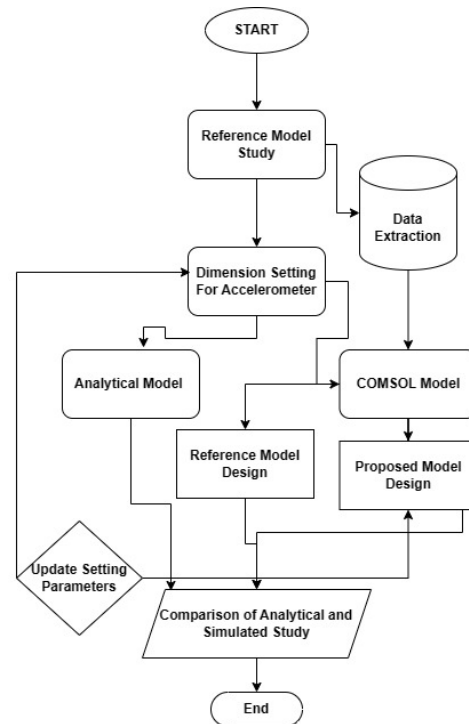 START
Reference Model
Study
Data
Extraction
Dimension Setting
For Accelerometer
Analytical Model
COMSOL Model
Reference Model
Design
Proposed Model
Design
Update Setting
Parameters
Comparison of Analytical and
Simulated Study
End